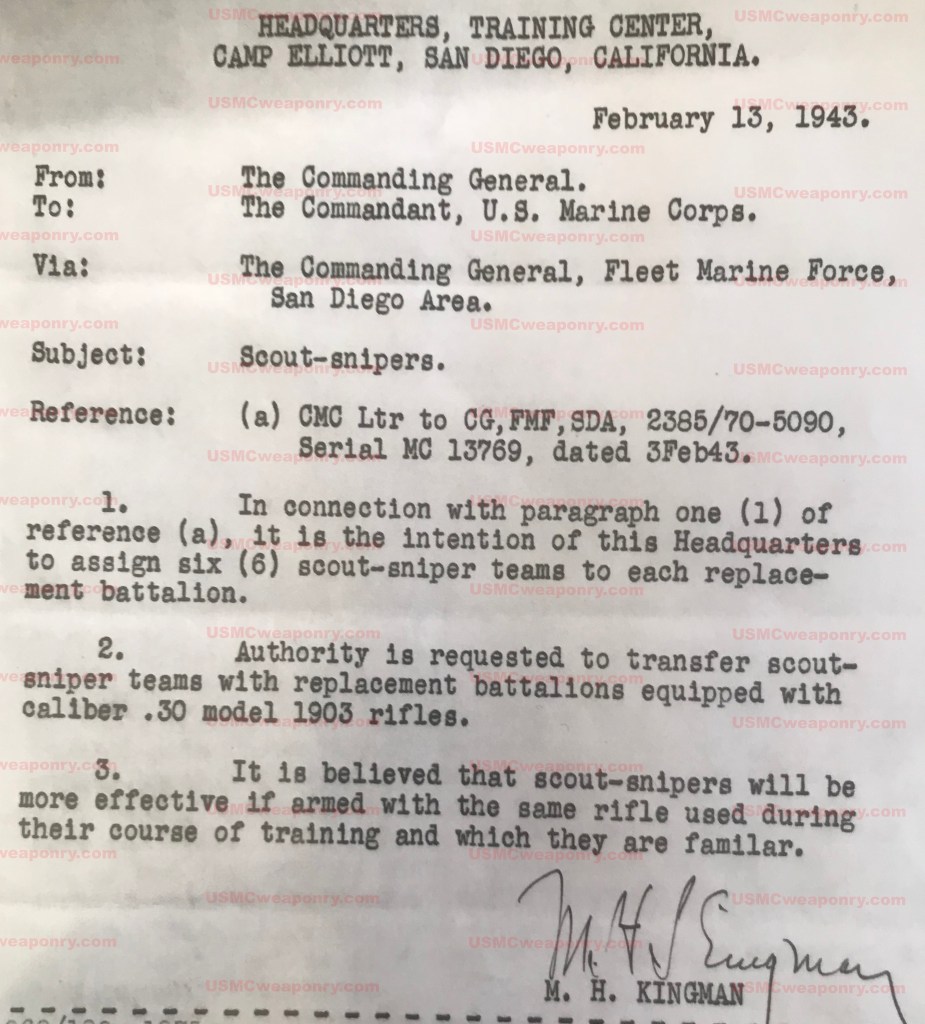 HEADQUARTERS, TRAINING CENTER,
CAMP ELLIOTT, SAN DIEGO, CALIFORNIA.
February 13, 1943.
From: The Commanding General.
To: The Commandant, U.S. Marine Corps.
Via: The Commanding General, Fleet Marine Force,
San Diego Area.
Subject: Scout-snipers.
Reference: (a) CMC Ltr to CG,FMF,SDA, 2385/70-5090,
Serial MC 13769, dated 3Feb43.
1. In connection with paragraph one (1) of
reference (a), it is the intention of this Headquarters
to assign six (6) scout-sniper teams to each replace-
ment battalion.
2. Authority is requested to transfer scout-
sniper teams with replacement battalions equipped with
caliber .30 model 1903 rifles.
3. It is believed that scout-snipers will be
more effective if armed with the same rifle used during
their course of training and which they are familar.
M. H. Kingman
M. H. KINGMAN
USMCweaponry.com